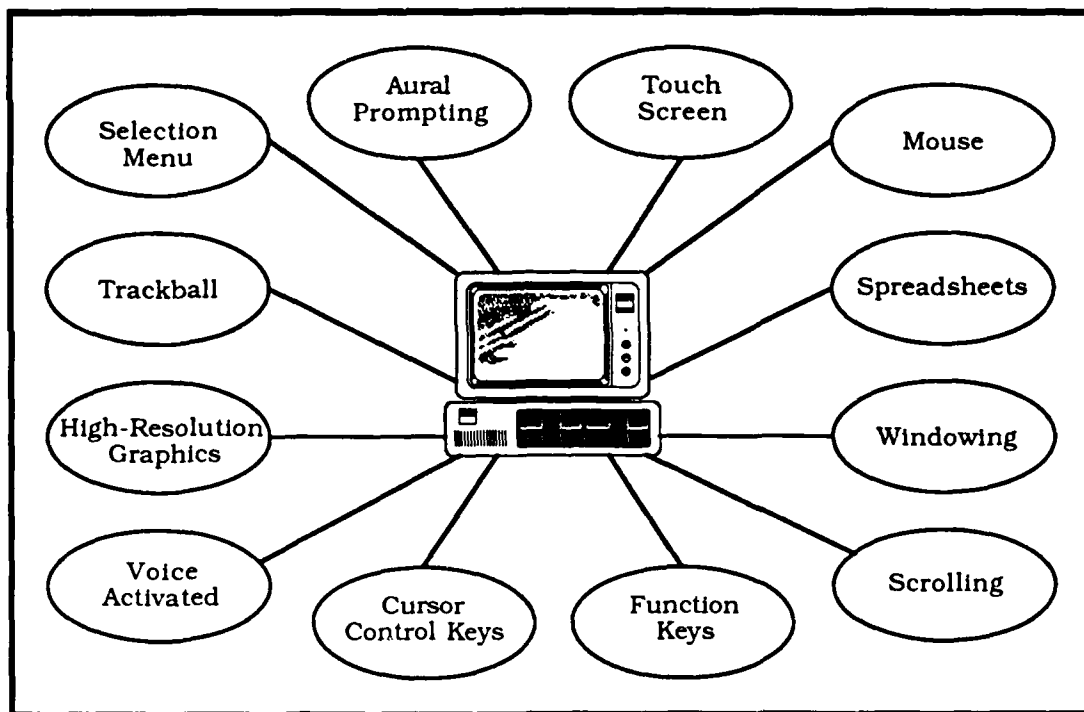 Aural
Prompting
Touch
Screen
Selection
Menu
Mouse
Trackball
Spreadsheets
High-Resolution
Graphics
Windowing
Voice
Activated
Cursor
Control Keys
Function
Keys
Scrolling